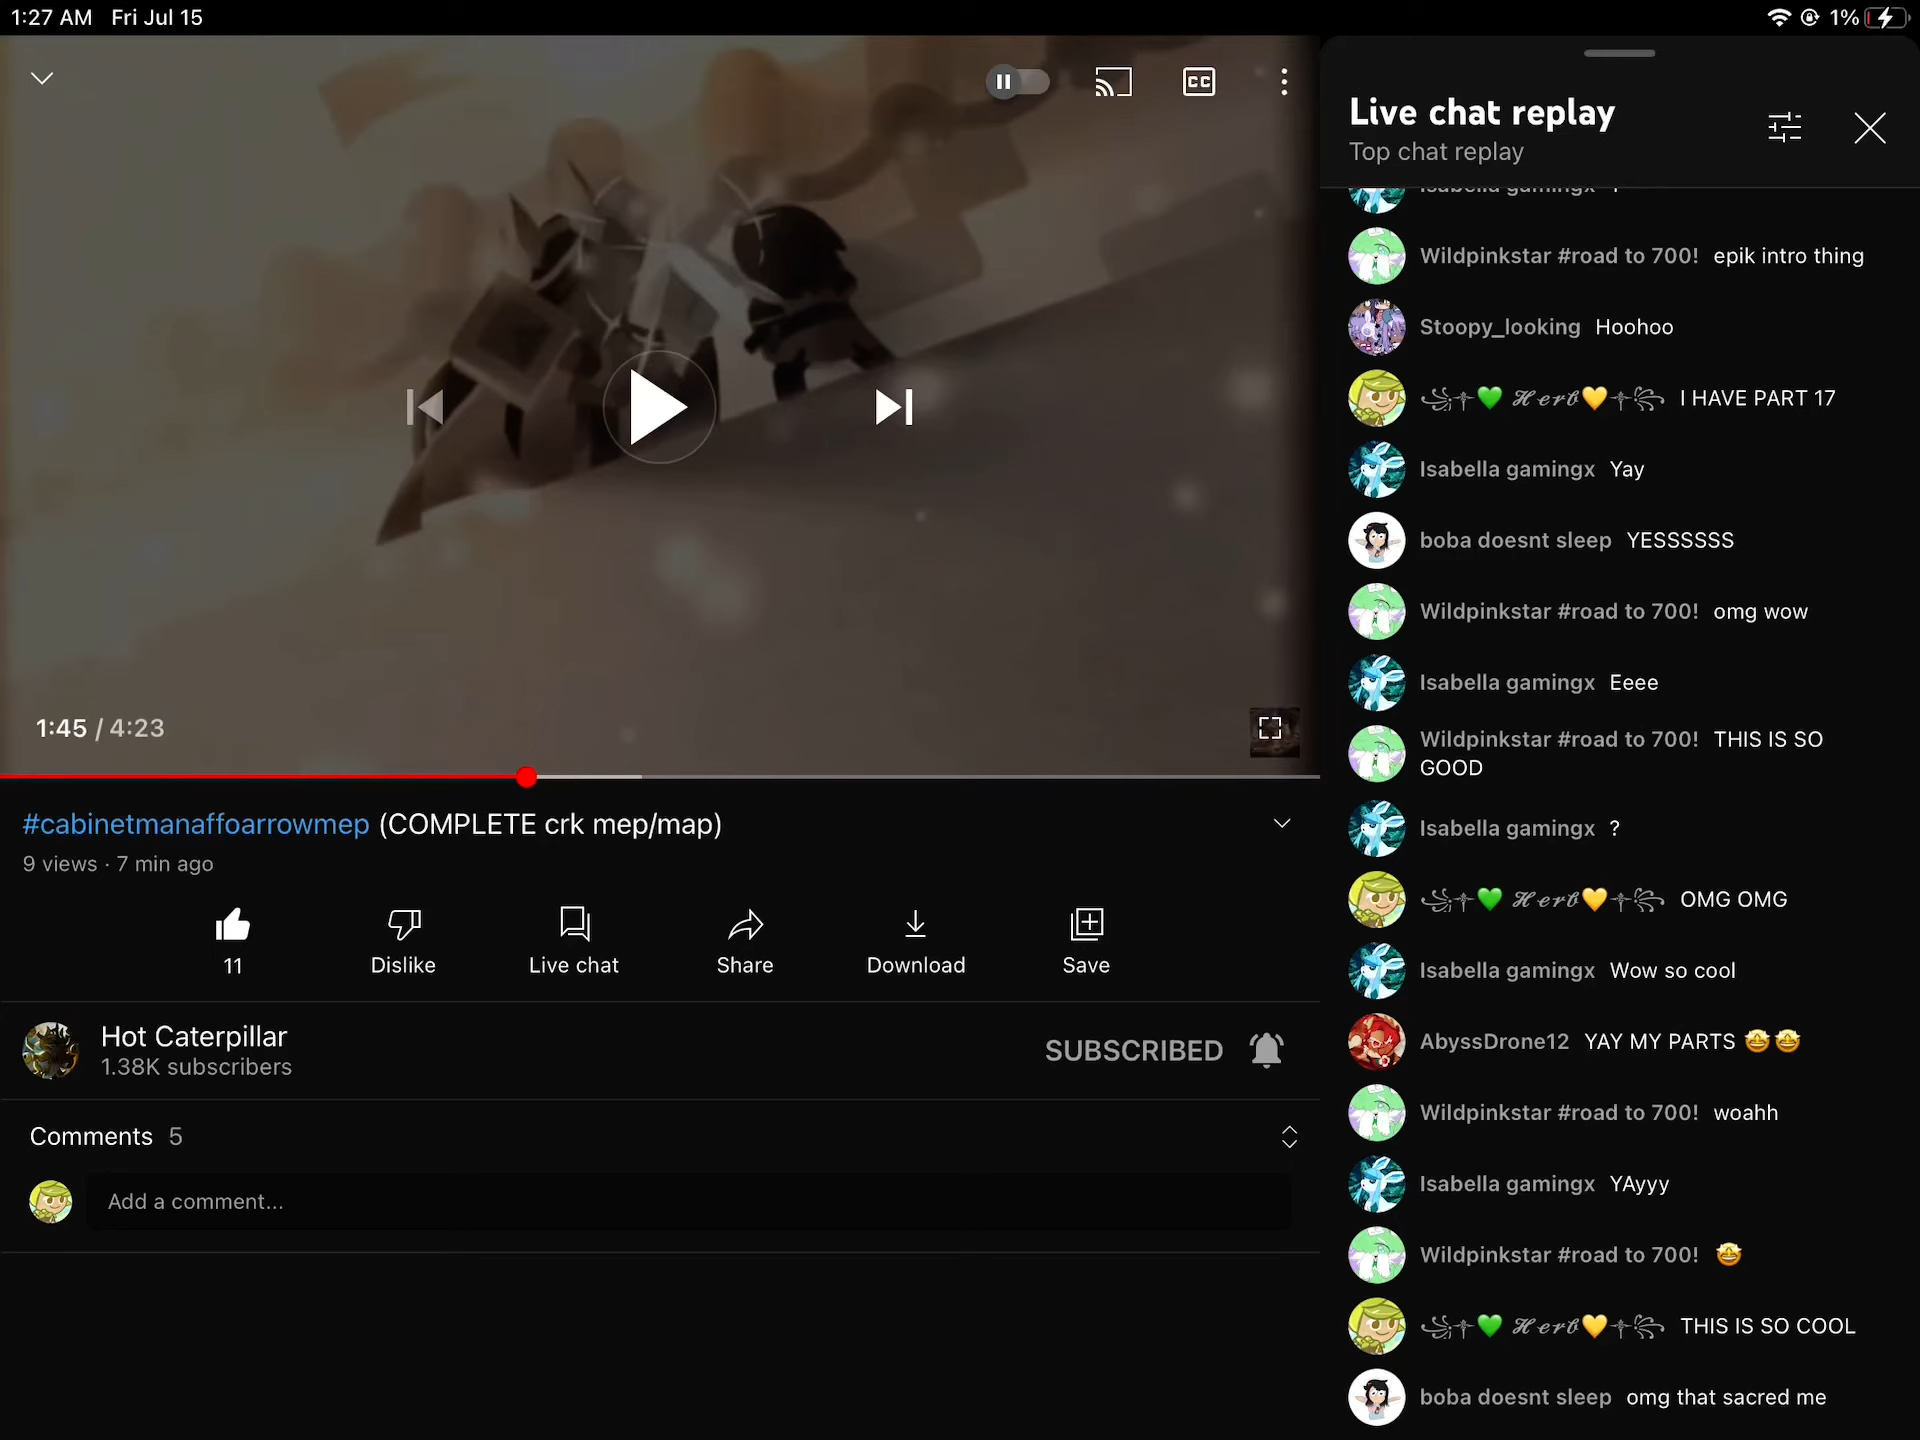 1:27 AM Fri Jul 15
1%
CC
Live chat replay
Top chat replay
Isabella gamingx
Wildpinkstar #road to 700! epik intro thing
Stoopy_looking Hoohoo
꧁༒💚 𝓗𝓮𝓻𝓫💛༒꧂ I HAVE PART 17
Isabella gamingx Yay
boba doesnt sleep YESSSSSS
Wildpinkstar #road to 700! omg wow
Isabella gamingx Eeee
Wildpinkstar #road to 700! THIS IS SO
GOOD
Isabella gamingx ?
꧁༒💚 𝓗𝓮𝓻𝓫💛༒꧂ OMG OMG
Isabella gamingx Wow so cool
AbyssDrone12 YAY MY PARTS 🤩🤩
Wildpinkstar #road to 700! woahh
Isabella gamingx YAyyy
Wildpinkstar #road to 700! 🤩
꧁༒💚 𝓗𝓮𝓻𝓫💛༒꧂ THIS IS SO COOL
boba doesnt sleep omg that sacred me
1:45 / 4:23
#cabinetmanaffoarrowmep (COMPLETE crk mep/map)
9 views · 7 min ago
11
Dislike
Live chat
Share
Download
Save
Hot Caterpillar
1.38K subscribers
SUBSCRIBED
Comments 5
Add a comment...